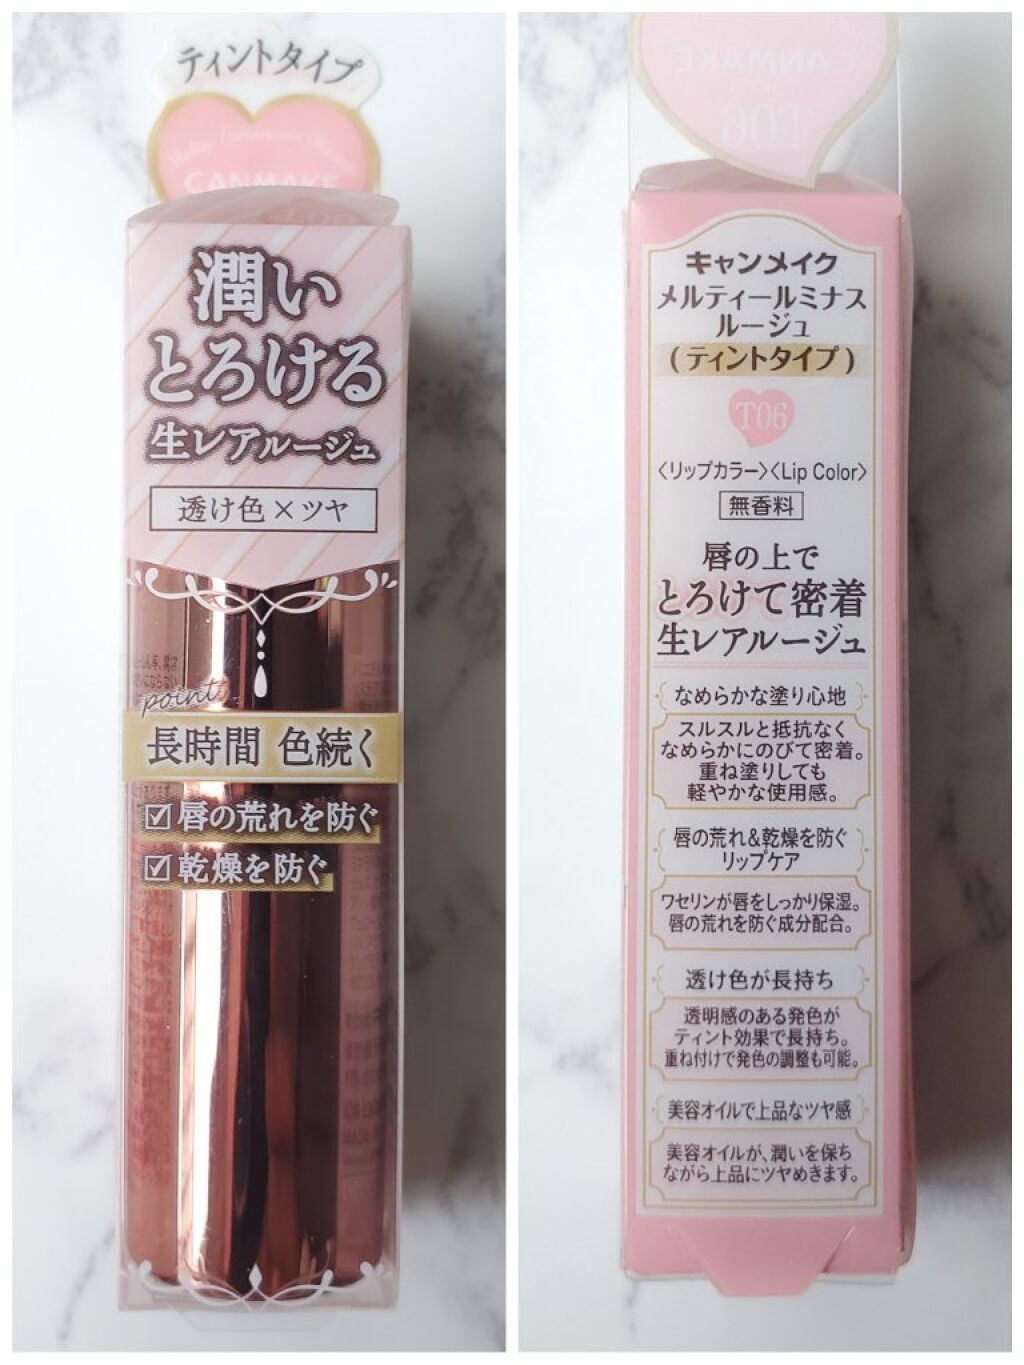 ティントタイプ
CANMAKE
T06
潤い
とろける
生レアルージュ
透け色×ツヤ
point!
長時間 色続く
☑唇の荒れを防ぐ
☑乾燥を防ぐ
CANMAKE
T06
キャンメイク
メルティールミナス
ルージュ
(ティントタイプ)
T06
〈リップカラー〉〈Lip Color〉
無香料
唇の上で
とろけて密着
生レアルージュ
なめらかな塗り心地
スルスルと抵抗なく
なめらかにのびて密着。
重ね塗りしても
軽やかな使用感。
唇の荒れ&乾燥を防ぐ
リップケア
ワセリンが唇をしっかり保湿。
唇の荒れを防ぐ成分配合。
透け色が長持ち
透明感のある発色が
ティント効果で長持ち。
重ね付けで発色の調整も可能。
美容オイルで上品なツヤ感
美容オイルが、潤いを保ち
ながら上品にツヤめきます。